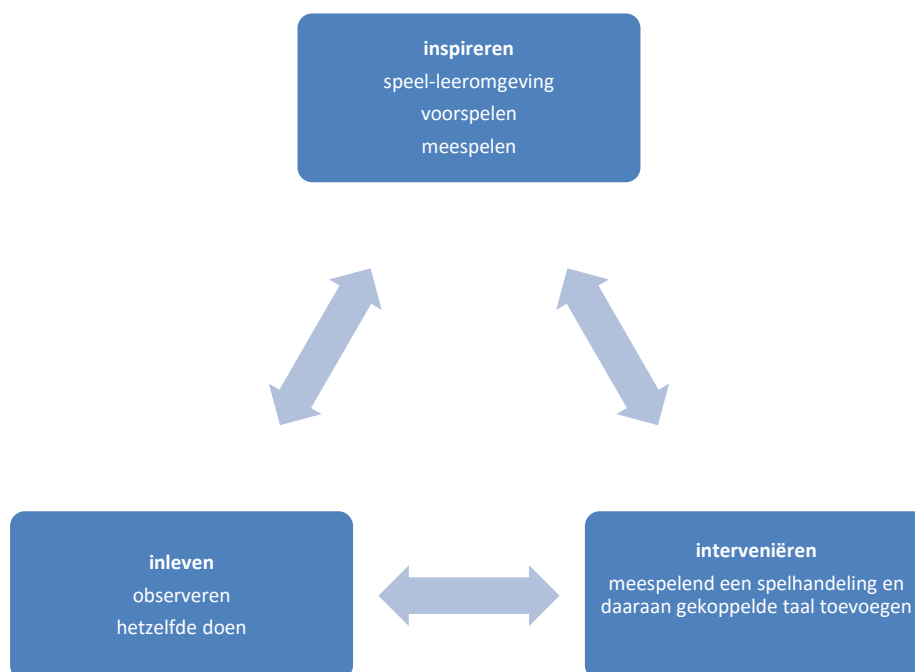 inspireren
speel-leeromgeving
voorspelen
meespelen
inleven
observeren
hetzelfde doen
interveniëren
meespelend een spelhandeling en
daaraan gekoppelde taal toevoegen